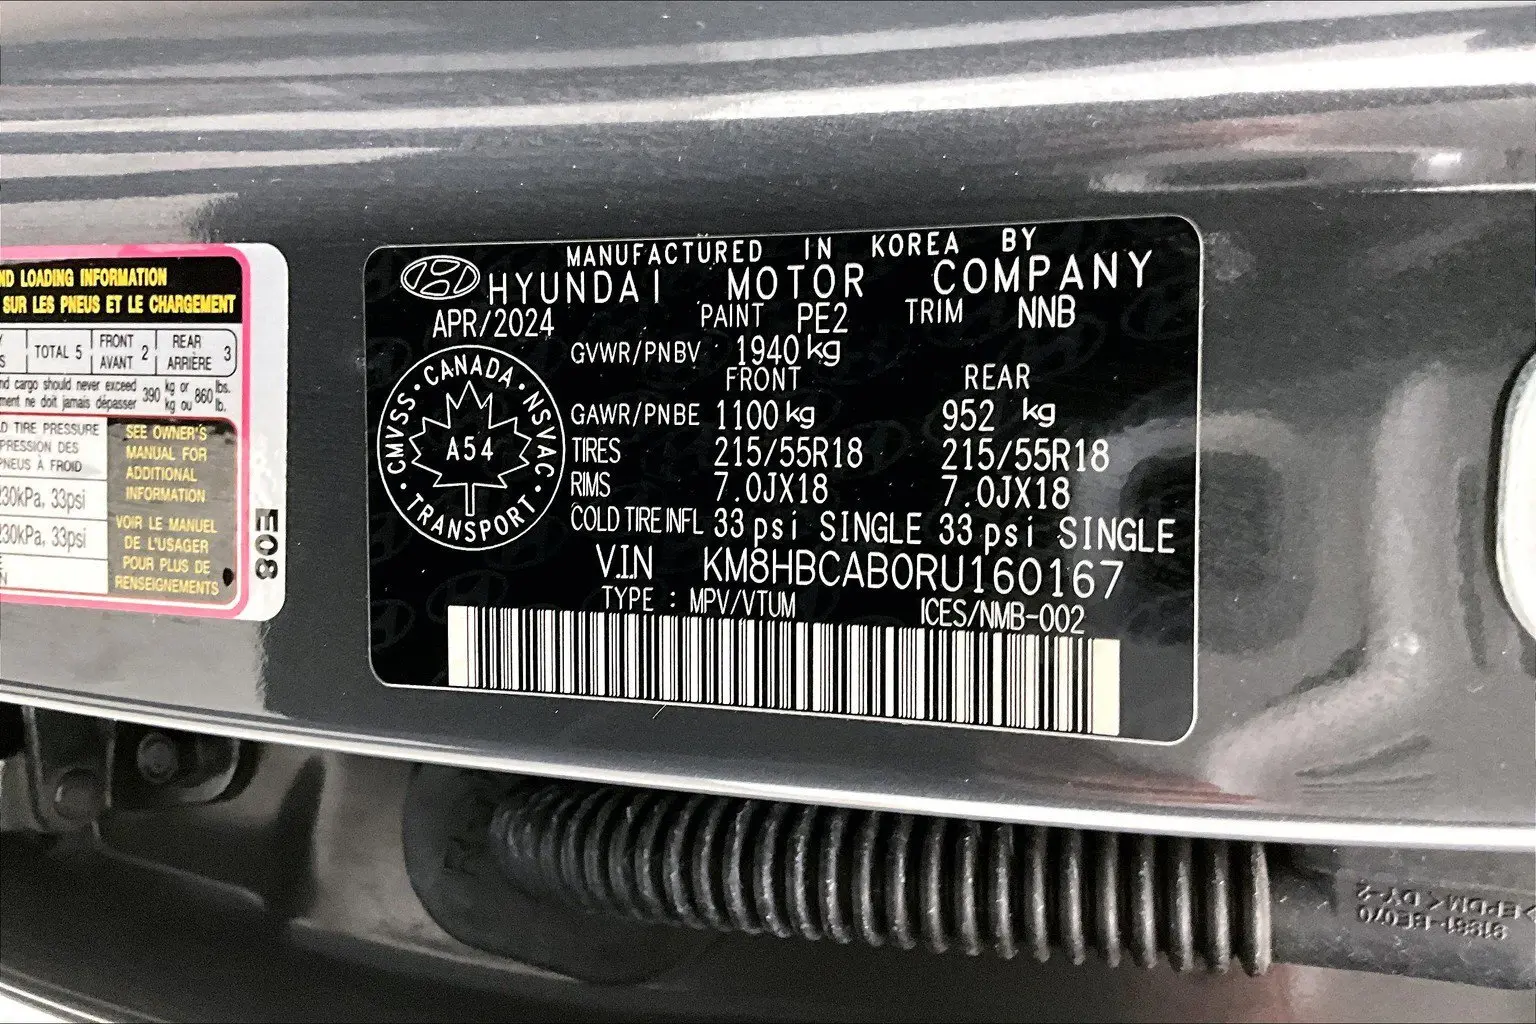 ND LOADING INFORMATION
SUR LES PNEUS ET LE CHARGEMENT
TOTAL 5
FRONT
AVANT 2
REAR
ARRIÈRE 3
nd cargo should never exceed 390 kg or 860 lbs.
ment ne doit jamais dépasser kg ou lb.
D TIRE PRESSURE
PRESSION DES
PNEUS À FROID
230kPa, 33psi
230kPa, 33psi
SEE OWNER'S
MANUAL FOR
ADDITIONAL
INFORMATION
VOIR LE MANUEL
DE L'USAGER
POUR PLUS DE
RENSEIGNEMENTS
E08
MANUFACTURED IN KOREA BY
HYUNDAI MOTOR COMPANY
APR/2024 PAINT PE2 TRIM NNB
GVWR/PNBV 1940 kg
FRONT REAR
GAWR/PNBE 1100 kg 952 kg
TIRES 215/55R18 215/55R18
RIMS 7.0JX18 7.0JX18
COLD TIRE INFL 33 psi SINGLE 33 psi SINGLE
V.I.N KM8HBCAB0RU160167
TYPE : MPV/VTUM ICES/NMB-002
CANADA · NSVAC · TRANSPORT · CMVSS ·
A54
>EPDM< DY-2